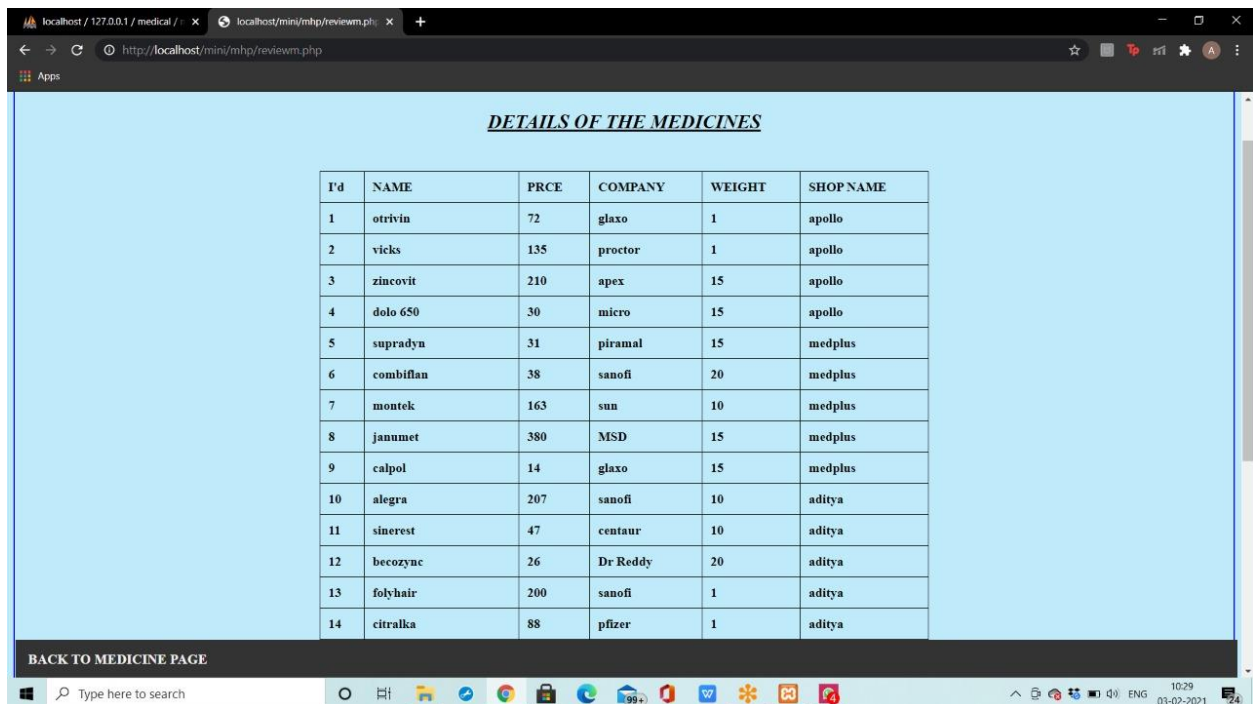 localhost / 127.0.0.1 / medical /
localhost/mini/mhp/reviewm.ph
http://localhost/mini/mhp/reviewm.php
Tp
A
Apps
DETAILS OF THE MEDICINES
I'd NAME PRCE COMPANY WEIGHT SHOP NAME
1 otrivin 72 glaxo 1 apollo
2 vicks 135 proctor 1 apollo
3 zincovit 210 apex 15 apollo
4 dolo 650 30 micro 15 apollo
5 supradyn 31 piramal 15 medplus
6 combiflan 38 sanofi 20 medplus
7 montek 163 sun 10 medplus
8 janumet 380 MSD 15 medplus
9 calpol 14 glaxo 15 medplus
10 alegra 207 sanofi 10 aditya
11 sinerest 47 centaur 10 aditya
12 becozync 26 Dr Reddy 20 aditya
13 folyhair 200 sanofi 1 aditya
14 citralka 88 pfizer 1 aditya
BACK TO MEDICINE PAGE
Type here to search
99+
ENG
10:29
03-02-2021
24